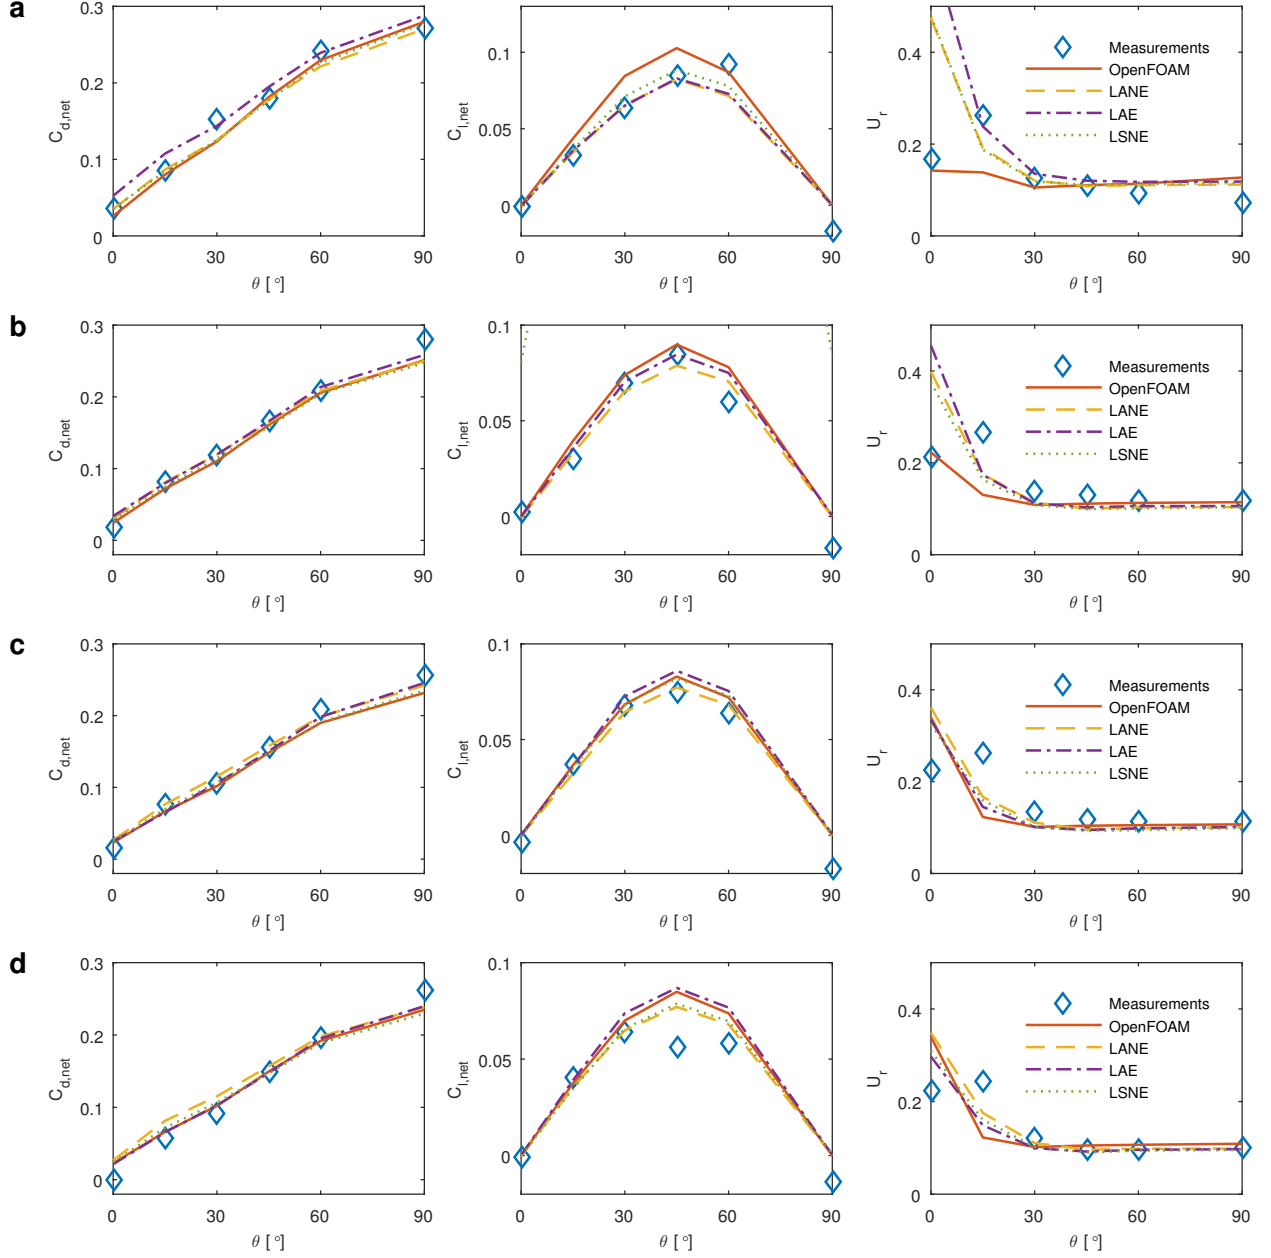 a
0.3
0.2
0.1
0
C_d,net
0 30 60 90
θ [ °]
0.1
0.05
0
C_l,net
0 30 60 90
θ [ °]
0.4
0.2
0
U_r
0 30 60 90
θ [ °]
Measurements
OpenFOAM
LANE
LAE
LSNE
b
0.3
0.2
0.1
0
C_d,net
0 30 60 90
θ [ °]
0.1
0.05
0
C_l,net
0 30 60 90
θ [ °]
0.4
0.2
0
U_r
0 30 60 90
θ [ °]
Measurements
OpenFOAM
LANE
LAE
LSNE
c
0.3
0.2
0.1
0
C_d,net
0 30 60 90
θ [ °]
0.1
0.05
0
C_l,net
0 30 60 90
θ [ °]
0.4
0.2
0
U_r
0 30 60 90
θ [ °]
Measurements
OpenFOAM
LANE
LAE
LSNE
d
0.3
0.2
0.1
0
C_d,net
0 30 60 90
θ [ °]
0.1
0.05
0
C_l,net
0 30 60 90
θ [ °]
0.4
0.2
0
U_r
0 30 60 90
θ [ °]
Measurements
OpenFOAM
LANE
LAE
LSNE